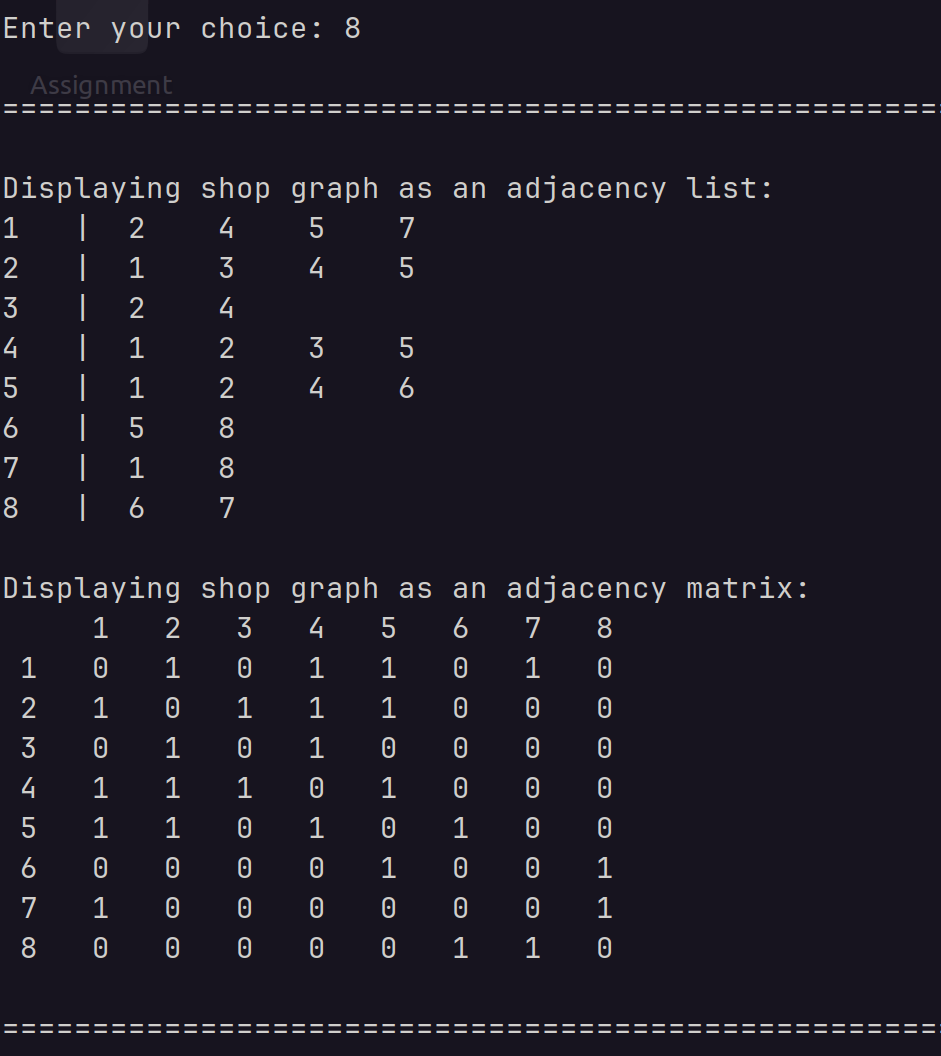 Enter your choice: 8
Assignment
====================================================
Displaying shop graph as an adjacency list:
1   |  2    4    5    7
2   |  1    3    4    5
3   |  2    4
4   |  1    2    3    5
5   |  1    2    4    6
6   |  5    8
7   |  1    8
8   |  6    7
Displaying shop graph as an adjacency matrix:
     1   2   3   4   5   6   7   8
 1   0   1   0   1   1   0   1   0
 2   1   0   1   1   1   0   0   0
 3   0   1   0   1   0   0   0   0
 4   1   1   1   0   1   0   0   0
 5   1   1   0   1   0   1   0   0
 6   0   0   0   0   1   0   0   1
 7   1   0   0   0   0   0   0   1
 8   0   0   0   0   0   1   1   0
====================================================